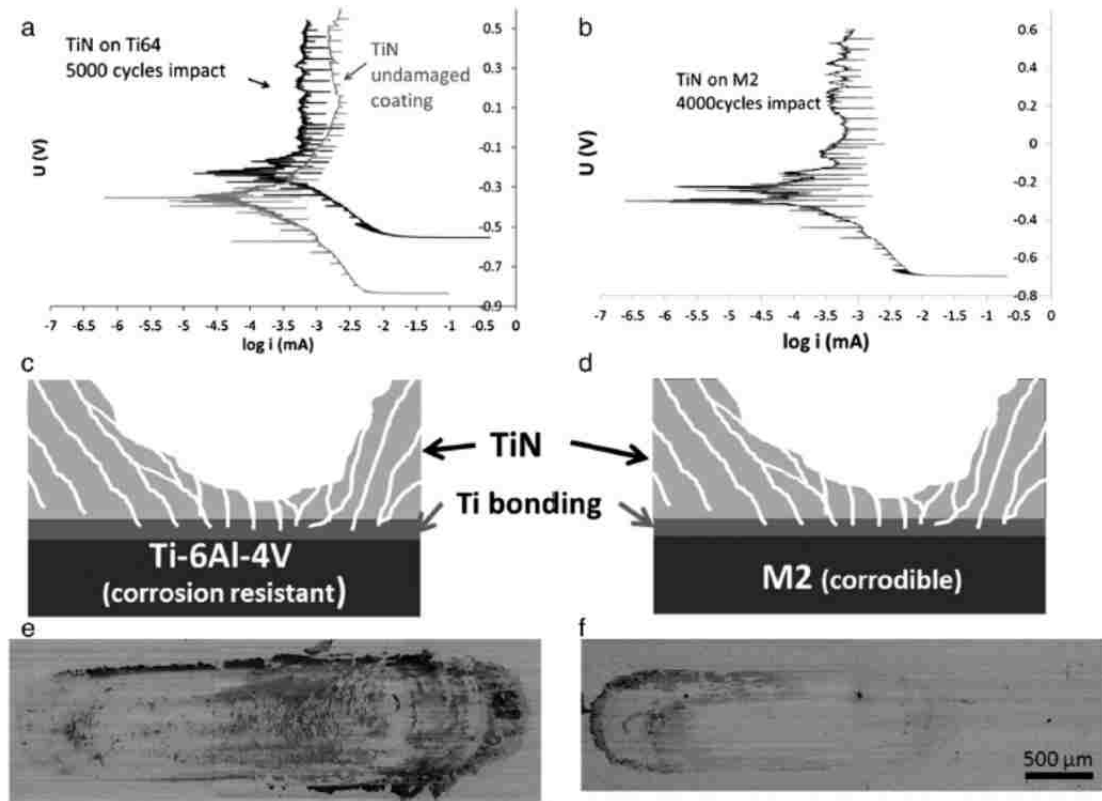 a
TiN on Ti64
5000 cycles impact
TiN
undamaged
coating
U (V)
0.5
0.3
0.1
-0.1
-0.3
-0.5
-0.7
-0.9
-7 -6.5 -6 -5.5 -5 -4.5 -4 -3.5 -3 -2.5 -2 -1.5 -1 -0.5 0
log i (mA)
b
TiN on M2
4000cycles impact
U (V)
0.6
0.4
0.2
0
-0.2
-0.4
-0.6
-0.8
-7 -6.5 -6 -5.5 -5 -4.5 -4 -3.5 -3 -2.5 -2 -1.5 -1 -0.5 0
log i (mA)
c
d
TiN
Ti bonding
Ti-6Al-4V
(corrosion resistant)
M2 (corrodible)
e
f
500 µm